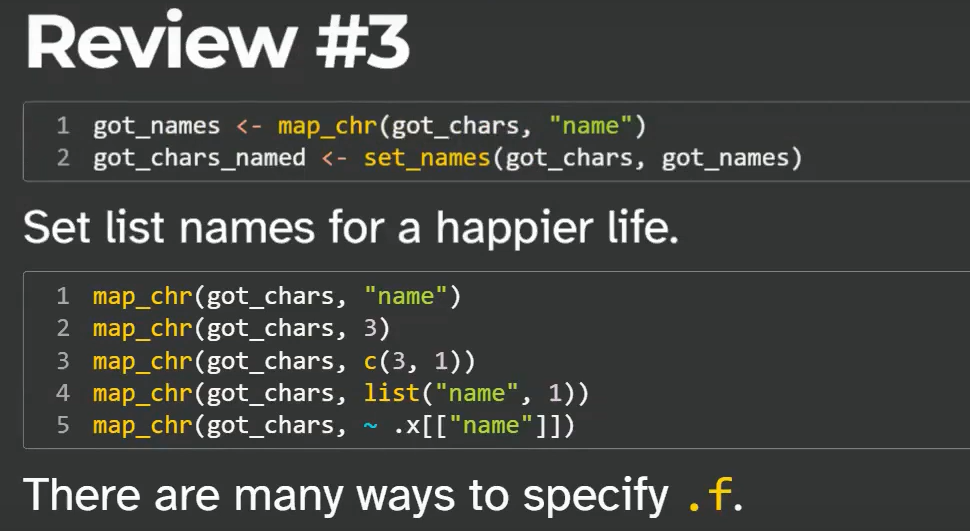 Review #3
1 got_names <- map_chr(got_chars, "name")
2 got_chars_named <- set_names(got_chars, got_names)
Set list names for a happier life.
1 map_chr(got_chars, "name")
2 map_chr(got_chars, 3)
3 map_chr(got_chars, c(3, 1))
4 map_chr(got_chars, list("name", 1))
5 map_chr(got_chars, ~ .x[["name"]])
There are many ways to specify .f.